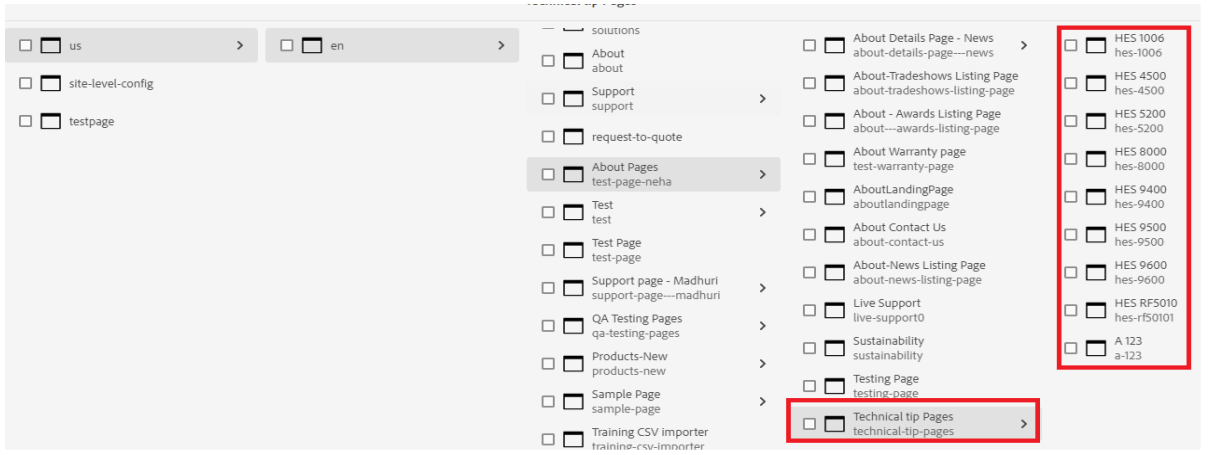 Technical tip Pages
us
site-level-config
testpage
en
solutions
About
about
Support
support
request-to-quote
About Pages
test-page-neha
Test
test
Test Page
test-page
Support page - Madhuri
support-page---madhuri
QA Testing Pages
qa-testing-pages
Products-New
products-new
Sample Page
sample-page
Training CSV importer
training-csv-importer
About Details Page - News
about-details-page---news
About-Tradeshows Listing Page
about-tradeshows-listing-page
About - Awards Listing Page
about---awards-listing-page
About Warranty page
test-warranty-page
AboutLandingPage
aboutlandingpage
About Contact Us
about-contact-us
About-News Listing Page
about-news-listing-page
Live Support
live-support0
Sustainability
sustainability
Testing Page
testing-page
Technical tip Pages
technical-tip-pages
HES 1006
hes-1006
HES 4500
hes-4500
HES 5200
hes-5200
HES 8000
hes-8000
HES 9400
hes-9400
HES 9500
hes-9500
HES 9600
hes-9600
HES RF5010
hes-rf50101
A 123
a-123